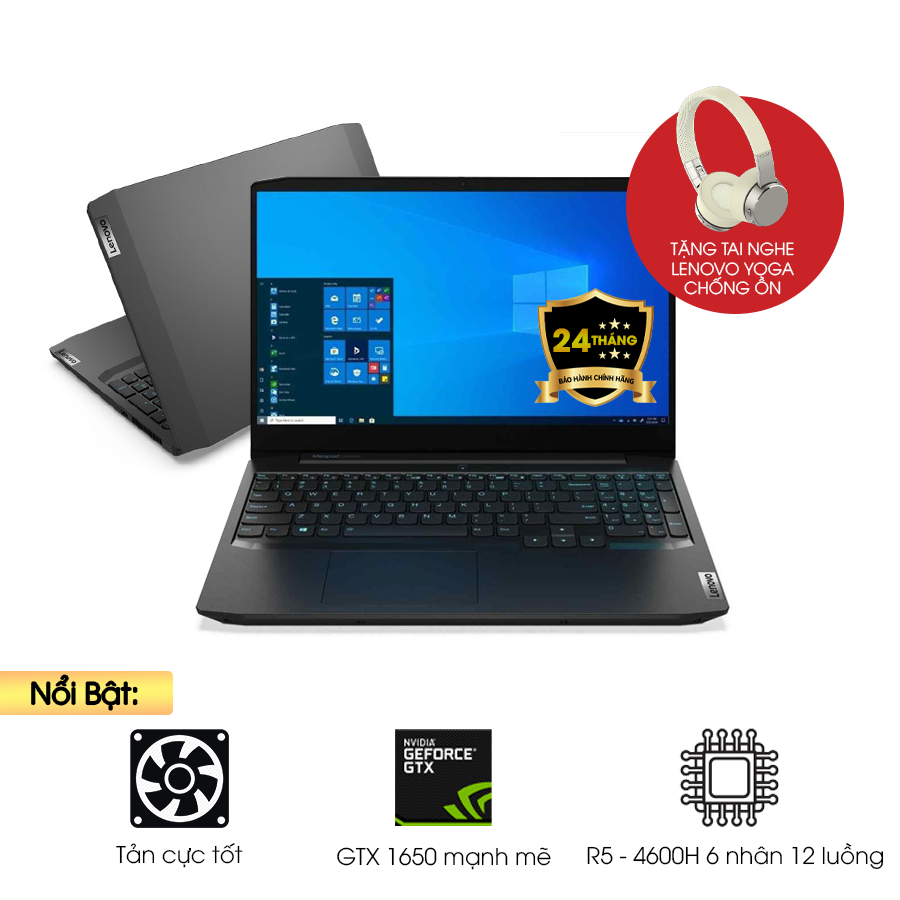 TẶNG TAI NGHE
LENOVO YOGA
CHỐNG ỒN
Lenovo
Lenovo
24 THÁNG
BẢO HÀNH CHÍNH HÃNG
Lenovo
Nổi Bật:
NVIDIA
GEFORCE
GTX
Tản cực tốt
GTX 1650 mạnh mẽ
R5 - 4600H 6 nhân 12 luồng